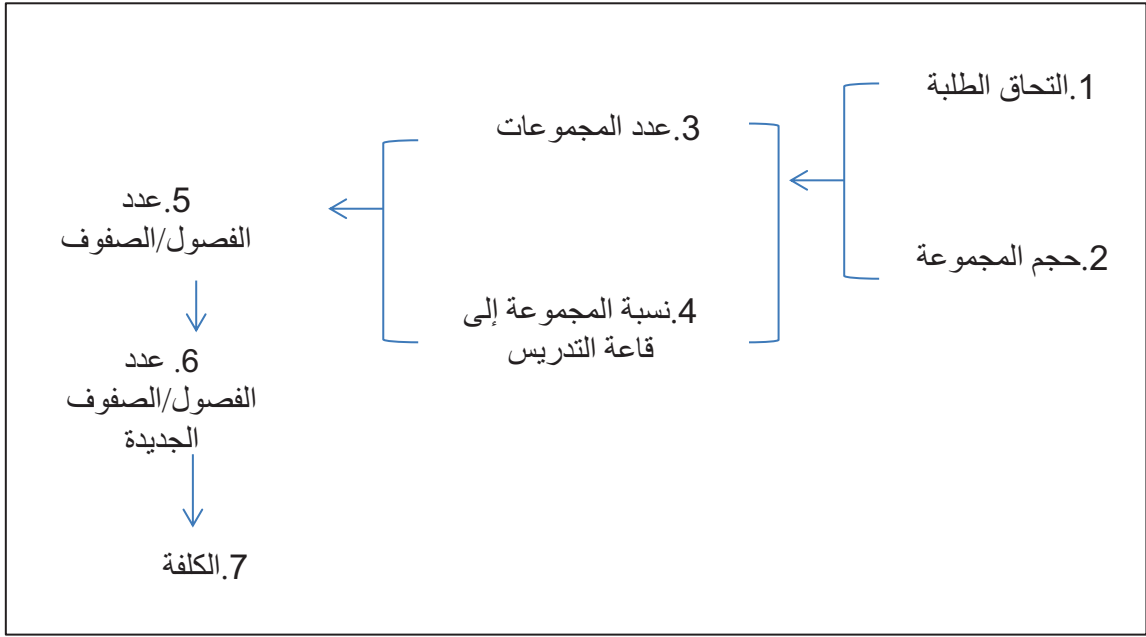 1.التحاق الطلبة
2.حجم المجموعة
3.عدد المجموعات
4.نسبة المجموعة إلى
قاعة التدريس
5.عدد
الفصول/الصفوف
6. عدد
الفصول/الصفوف
الجديدة
7.الكلفة